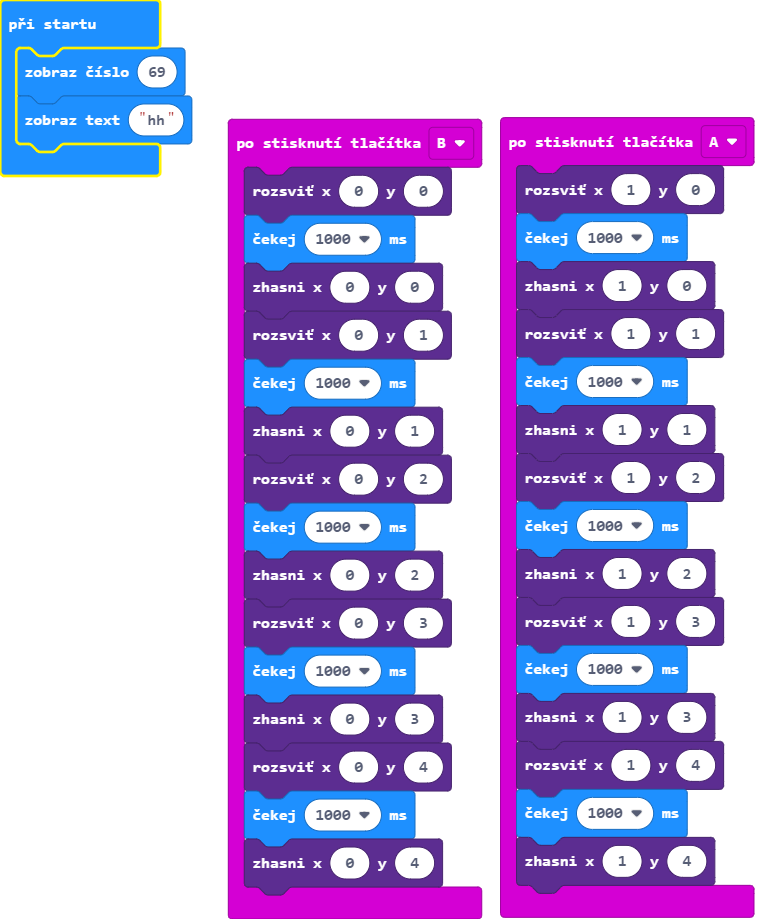 při startu
zobraz číslo 69
zobraz text "hh"
po stisknutí tlačítka B
rozsviť x 0 y 0
čekej 1000 ms
zhasni x 0 y 0
rozsviť x 0 y 1
čekej 1000 ms
zhasni x 0 y 1
rozsviť x 0 y 2
čekej 1000 ms
zhasni x 0 y 2
rozsviť x 0 y 3
čekej 1000 ms
zhasni x 0 y 3
rozsviť x 0 y 4
čekej 1000 ms
zhasni x 0 y 4
po stisknutí tlačítka A
rozsviť x 1 y 0
čekej 1000 ms
zhasni x 1 y 0
rozsviť x 1 y 1
čekej 1000 ms
zhasni x 1 y 1
rozsviť x 1 y 2
čekej 1000 ms
zhasni x 1 y 2
rozsviť x 1 y 3
čekej 1000 ms
zhasni x 1 y 3
rozsviť x 1 y 4
čekej 1000 ms
zhasni x 1 y 4